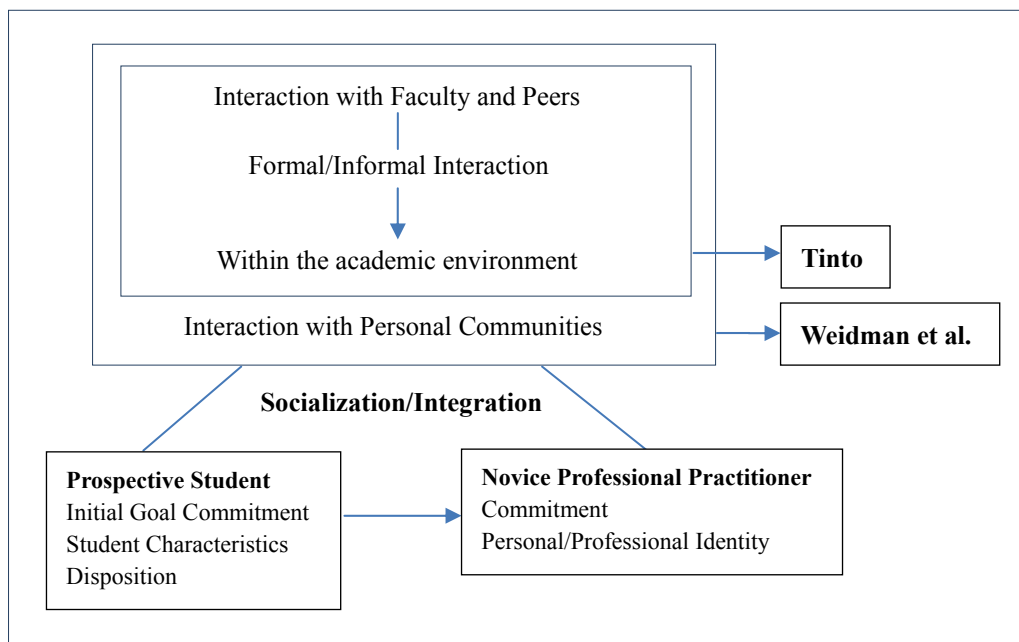 Interaction with Faculty and Peers
Formal/Informal Interaction
Within the academic environment
Tinto
Interaction with Personal Communities
Weidman et al.
Socialization/Integration
Prospective Student
Initial Goal Commitment
Student Characteristics
Disposition
Novice Professional Practitioner
Commitment
Personal/Professional Identity